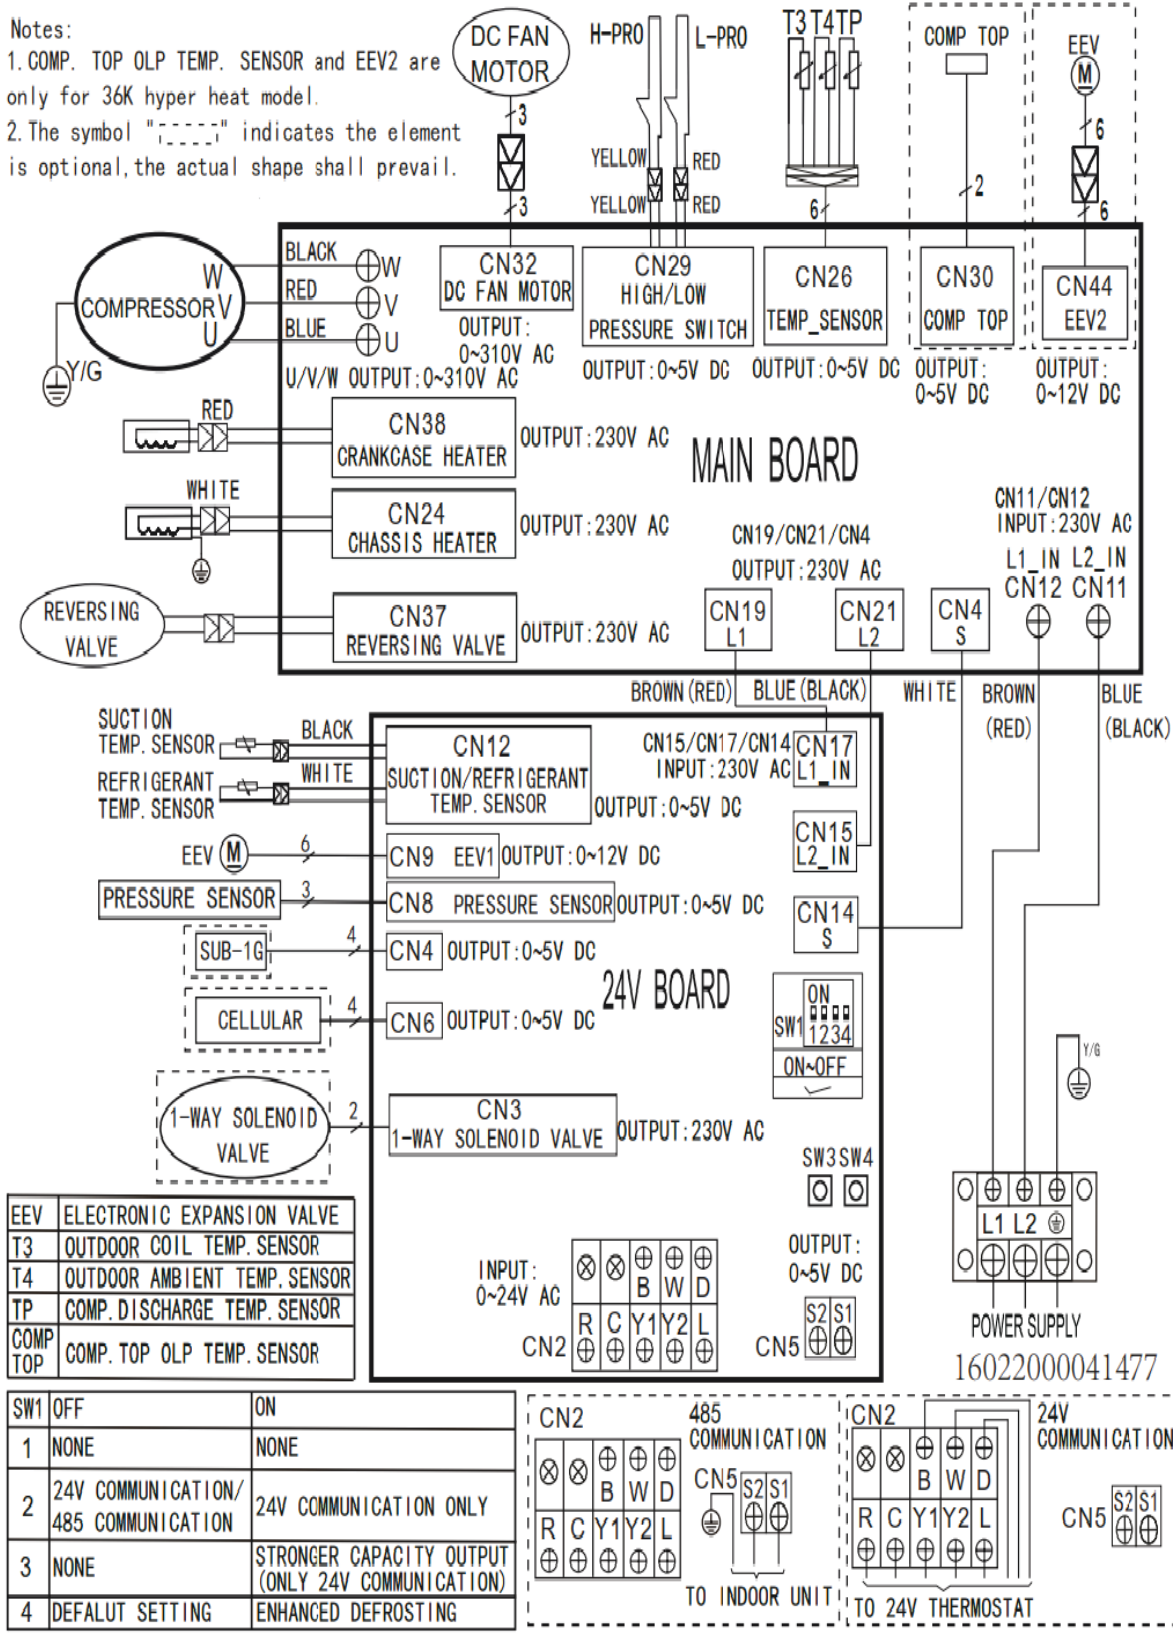 Notes:
1. COMP. TOP OLP TEMP. SENSOR and EEV2 are
only for 36K hyper heat model.
2. The symbol "[ ]" indicates the element
is optional, the actual shape shall prevail.
DC FAN
MOTOR
3
3
H-PRO
L-PRO
YELLOW
RED
YELLOW
RED
T3 T4 TP
6
COMP TOP
2
EEV
M
6
6
COMPRESSOR
W
V
U
Y/G
BLACK
RED
BLUE
W
V
U
U/V/W OUTPUT:0~310V AC
CN32
DC FAN MOTOR
OUTPUT:
0~310V AC
CN29
HIGH/LOW
PRESSURE SWITCH
OUTPUT:0~5V DC
CN26
TEMP_SENSOR
OUTPUT:0~5V DC
CN30
COMP TOP
OUTPUT:
0~5V DC
CN44
EEV2
OUTPUT:
0~12V DC
RED
CN38
CRANKCASE HEATER
OUTPUT:230V AC
MAIN BOARD
WHITE
CN24
CHASSIS HEATER
OUTPUT:230V AC
REVERSING
VALVE
CN37
REVERSING VALVE
OUTPUT:230V AC
CN19/CN21/CN4
OUTPUT:230V AC
CN19
L1
CN21
L2
CN4
S
CN11/CN12
INPUT:230V AC
L1_IN L2_IN
CN12 CN11
BROWN(RED)
BLUE(BLACK)
WHITE
BROWN
(RED)
BLUE
(BLACK)
SUCTION
TEMP. SENSOR
BLACK
REFRIGERANT
TEMP. SENSOR
WHITE
CN12
SUCTION/REFRIGERANT
TEMP. SENSOR
OUTPUT:0~5V DC
CN15/CN17/CN14
INPUT:230V AC
CN17
L1_IN
CN15
L2_IN
CN14
S
EEV
M
6
CN9 EEV1
OUTPUT:0~12V DC
PRESSURE SENSOR
3
CN8 PRESSURE SENSOR
OUTPUT:0~5V DC
SUB-1G
4
CN4
OUTPUT:0~5V DC
24V BOARD
CELLULAR
4
CN6
OUTPUT:0~5V DC
SW1
ON
1234
ON~OFF
1-WAY SOLENOID
VALVE
2
CN3
1-WAY SOLENOID VALVE
OUTPUT:230V AC
Y/G
SW3 SW4
OUTPUT:
0~5V DC
S2 S1
CN5
INPUT:
0~24V AC
CN2
B W D
R C Y1 Y2 L
L1 L2
POWER SUPPLY
16022000041477
EEV ELECTRONIC EXPANSION VALVE
T3 OUTDOOR COIL TEMP. SENSOR
T4 OUTDOOR AMBIENT TEMP. SENSOR
TP COMP. DISCHARGE TEMP. SENSOR
COMP TOP COMP. TOP OLP TEMP. SENSOR
SW1 OFF ON
1 NONE NONE
2 24V COMMUNICATION/ 485 COMMUNICATION 24V COMMUNICATION ONLY
3 NONE STRONGER CAPACITY OUTPUT (ONLY 24V COMMUNICATION)
4 DEFALUT SETTING ENHANCED DEFROSTING
CN2
B W D
R C Y1 Y2 L
485
COMMUNICATION
CN5
S2 S1
TO INDOOR UNIT
CN2
B W D
R C Y1 Y2 L
24V
COMMUNICATION
CN5
S2 S1
TO 24V THERMOSTAT